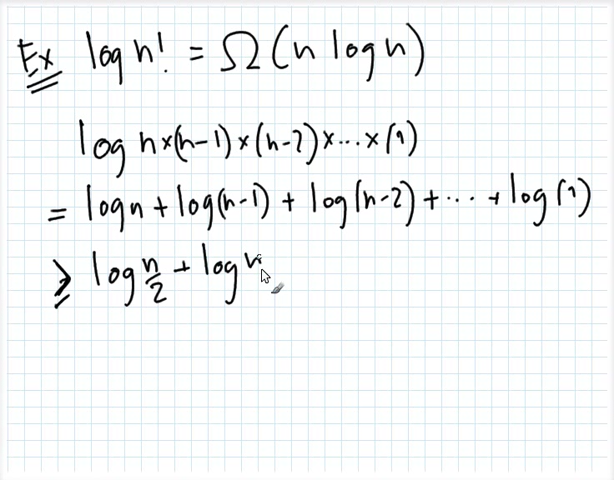 Ex log n! = Ω(n log n)
log n×(n-1)×(n-2)×...×(1)
= log n + log(n-1) + log(n-2) + ... + log(1)
≥ log n/2 + log n